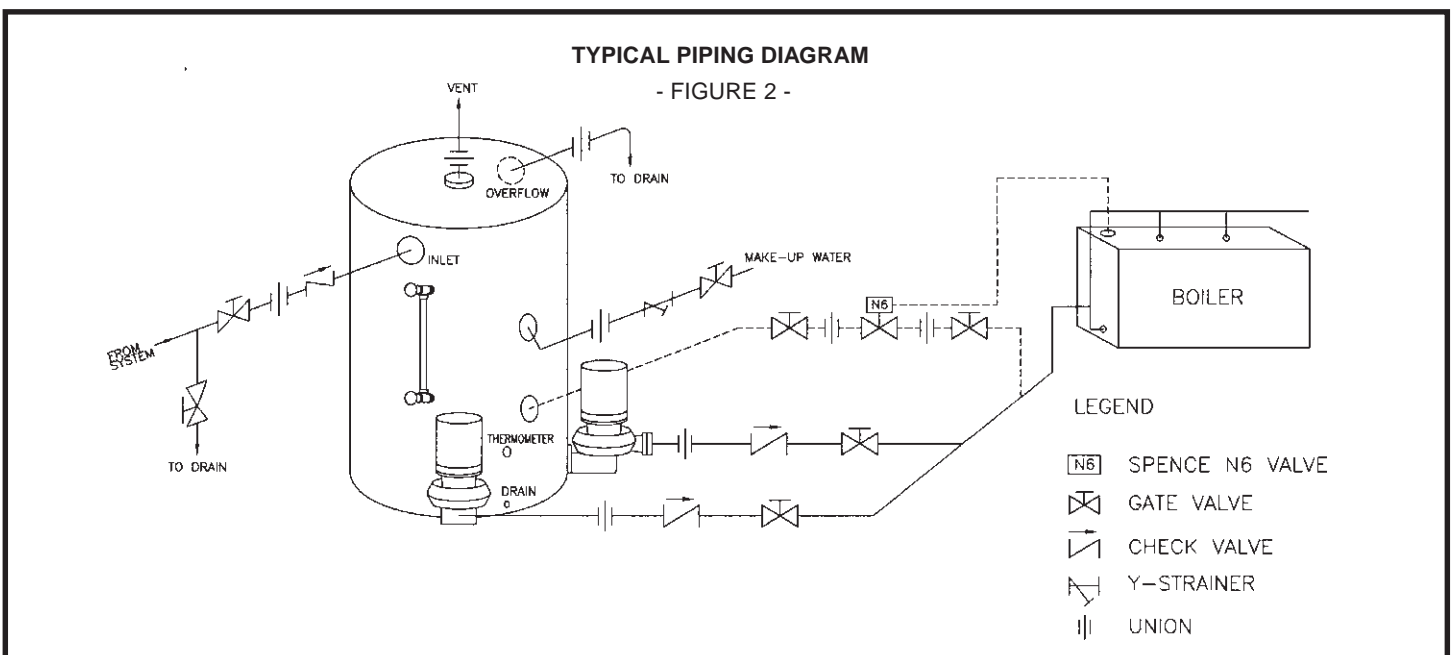 TYPICAL PIPING DIAGRAM
- FIGURE 2 -
VENT
OVERFLOW
TO DRAIN
INLET
MAKE-UP WATER
N6
BOILER
FROM
SYSTEM
THERMOMETER
TO DRAIN
DRAIN
LEGEND
N6 SPENCE N6 VALVE
GATE VALVE
CHECK VALVE
Y-STRAINER
UNION